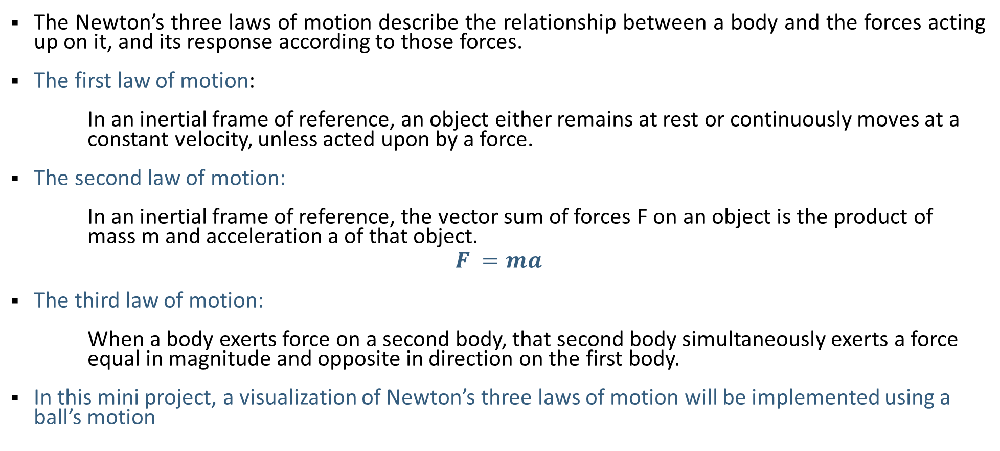 ▪ The Newton’s three laws of motion describe the relationship between a body and the forces acting
up on it, and its response according to those forces.
▪ The first law of motion:
In an inertial frame of reference, an object either remains at rest or continuously moves at a
constant velocity, unless acted upon by a force.
▪ The second law of motion:
In an inertial frame of reference, the vector sum of forces F on an object is the product of
mass m and acceleration a of that object.
F = ma
▪ The third law of motion:
When a body exerts force on a second body, that second body simultaneously exerts a force
equal in magnitude and opposite in direction on the first body.
▪ In this mini project, a visualization of Newton’s three laws of motion will be implemented using a
ball’s motion